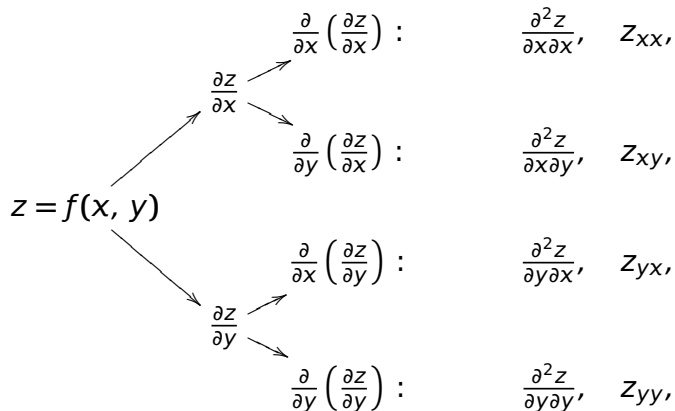 ∂/∂x (∂z/∂x) : ∂²z/∂x∂x, z_xx,
∂z/∂x
∂/∂y (∂z/∂x) : ∂²z/∂x∂y, z_xy,
z = f(x, y)
∂/∂x (∂z/∂y) : ∂²z/∂y∂x, z_yx,
∂z/∂y
∂/∂y (∂z/∂y) : ∂²z/∂y∂y, z_yy,